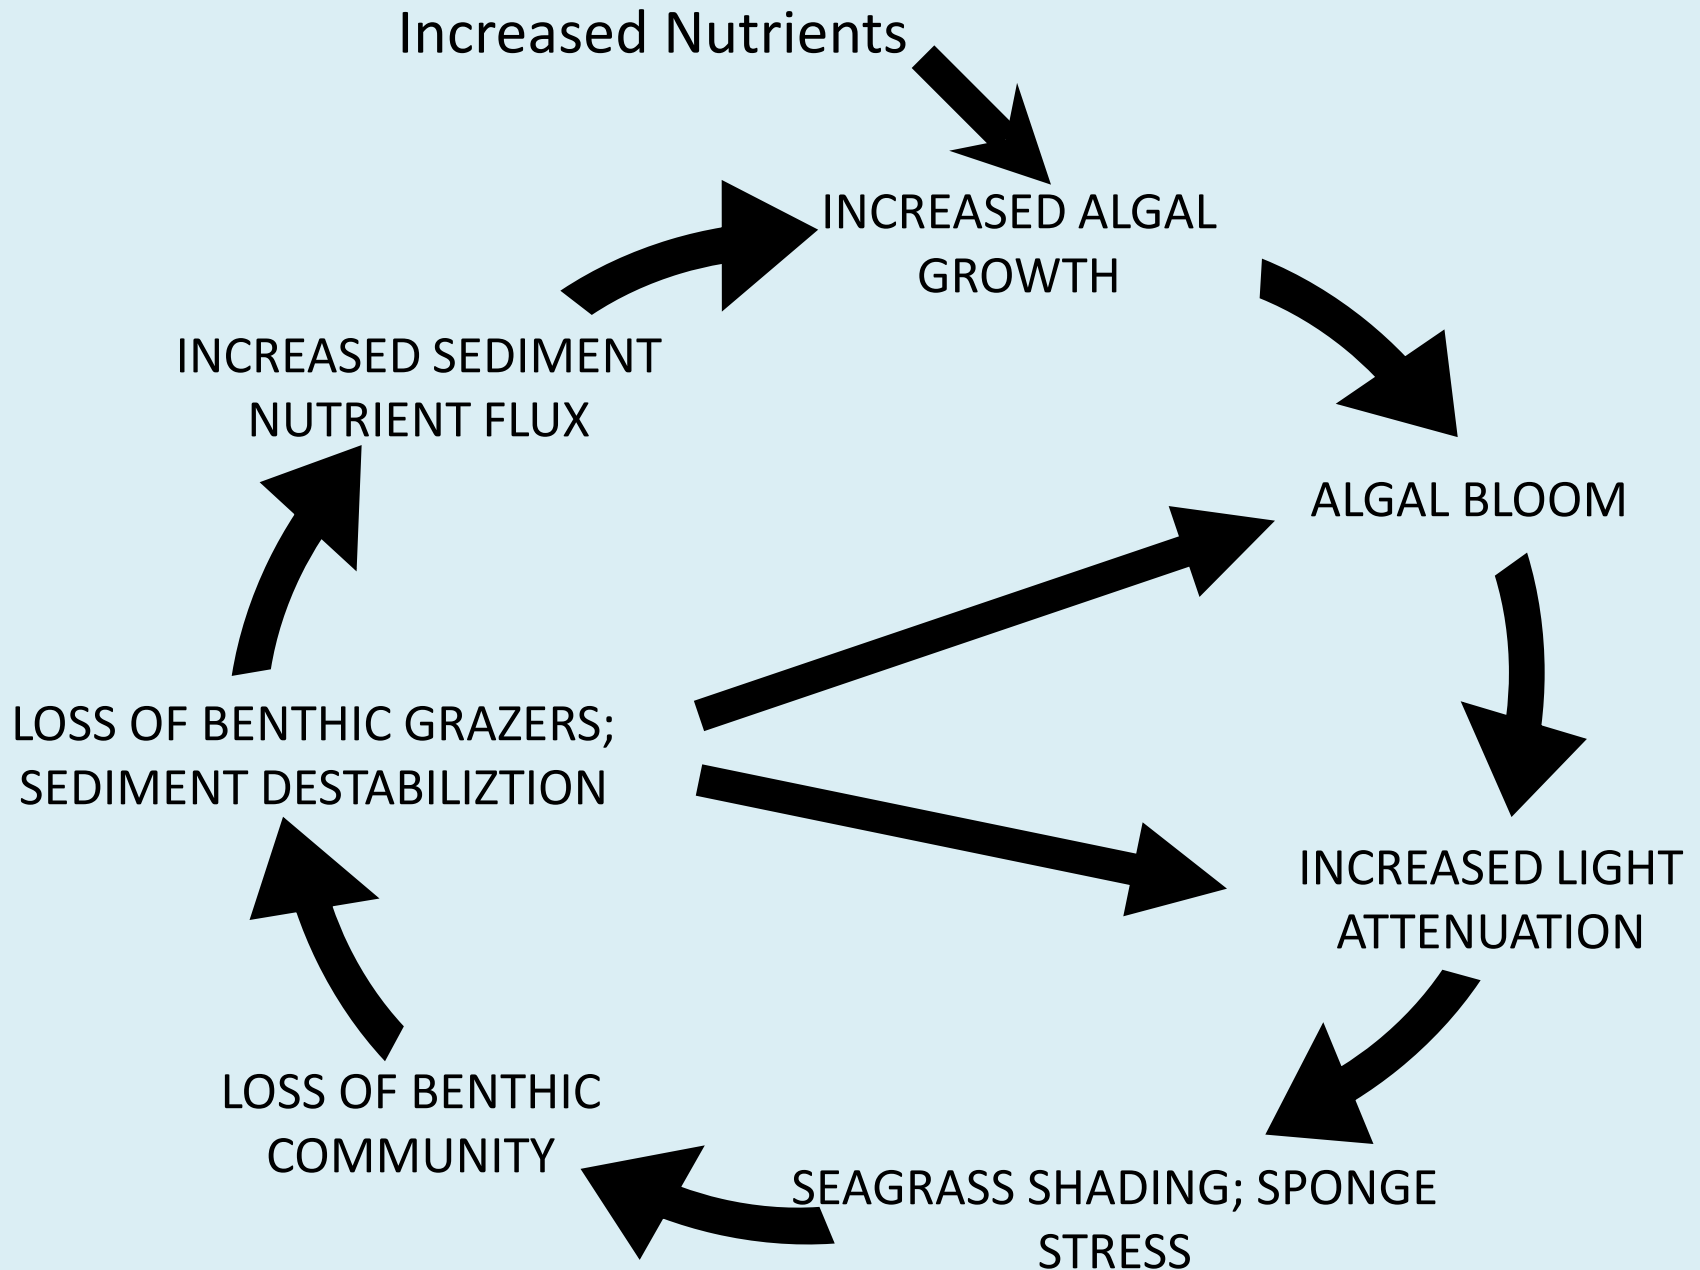 Increased Nutrients
INCREASED ALGAL
GROWTH
ALGAL BLOOM
INCREASED LIGHT
ATTENUATION
SEAGRASS SHADING; SPONGE
STRESS
LOSS OF BENTHIC
COMMUNITY
LOSS OF BENTHIC GRAZERS;
SEDIMENT DESTABILIZTION
INCREASED SEDIMENT
NUTRIENT FLUX